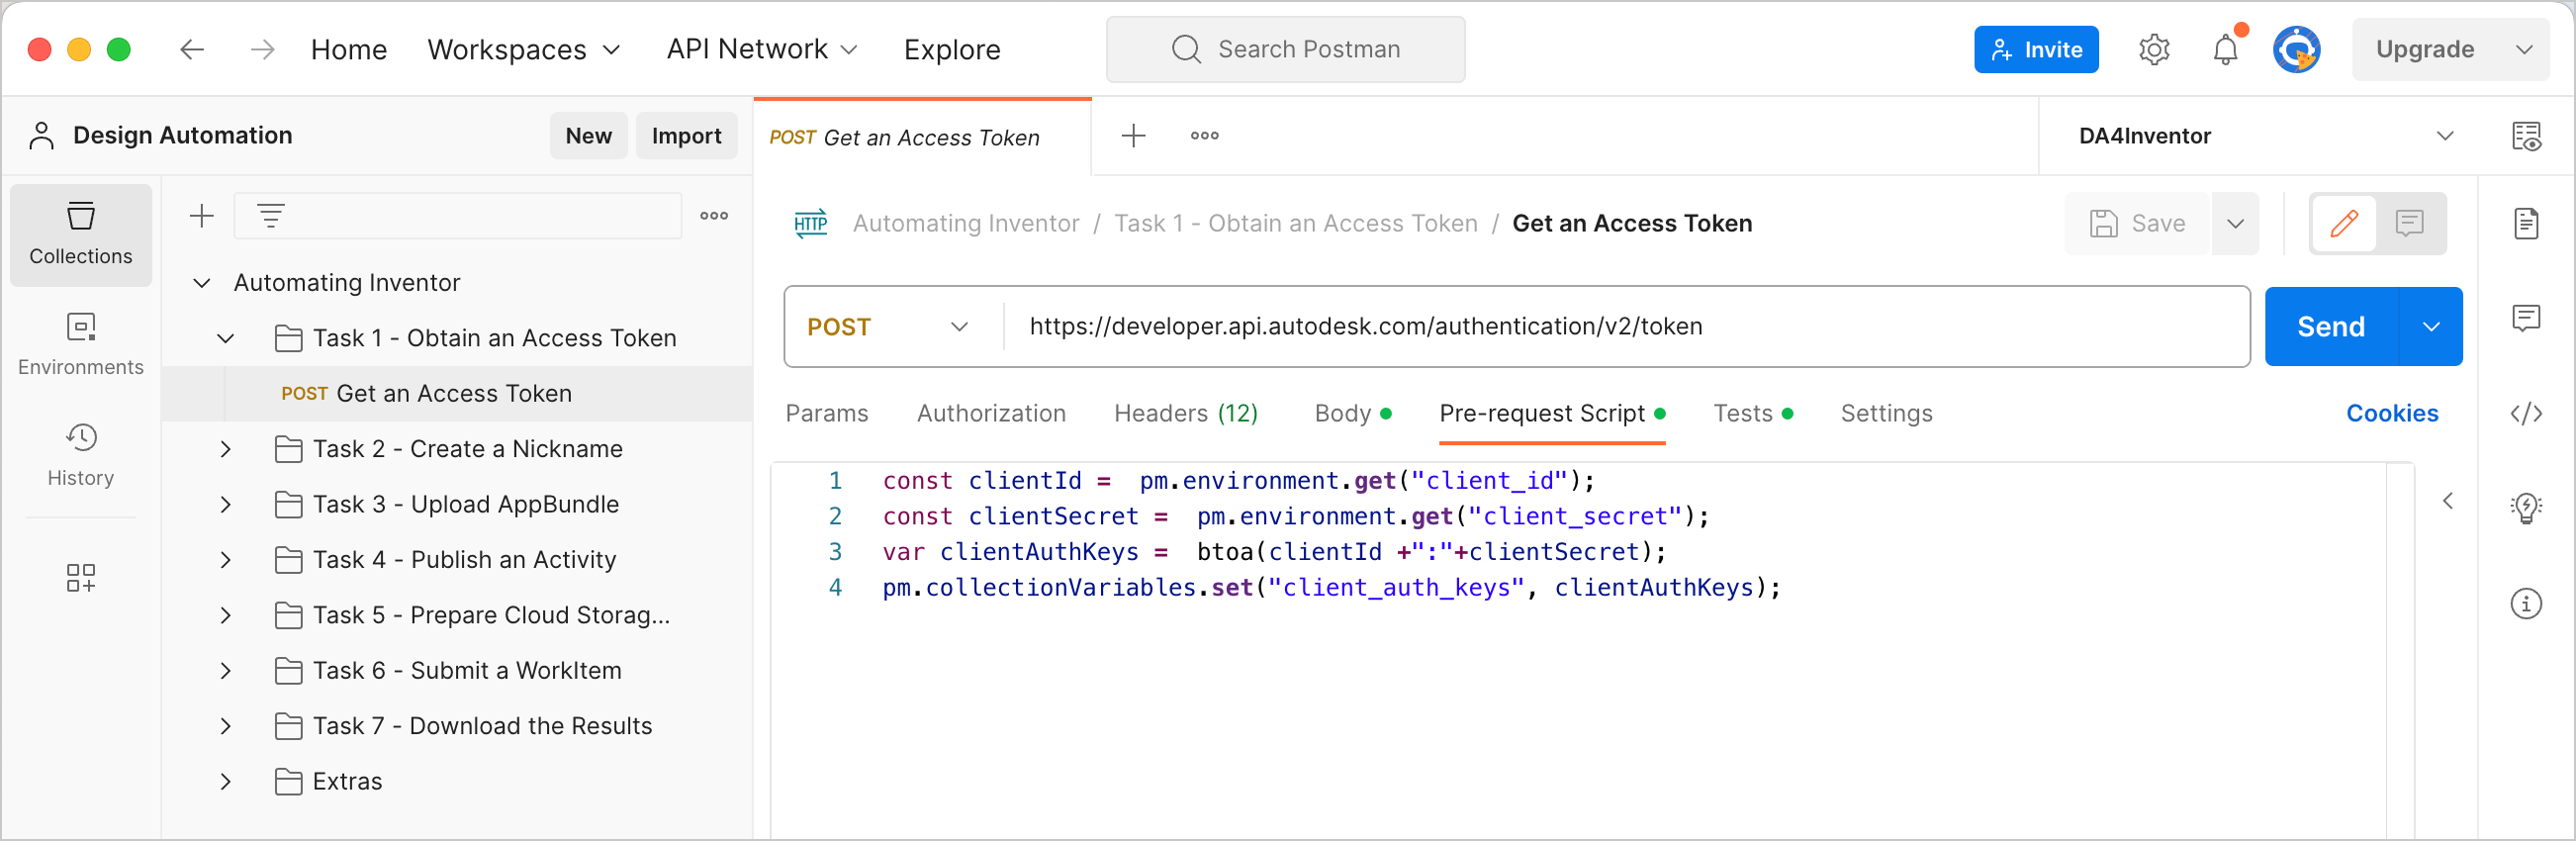 Home Workspaces API Network Explore Search Postman Invite Upgrade
Design Automation New Import
POST Get an Access Token
DA4Inventor
Collections
Environments
History
Automating Inventor
Task 1 - Obtain an Access Token
POST Get an Access Token
Task 2 - Create a Nickname
Task 3 - Upload AppBundle
Task 4 - Publish an Activity
Task 5 - Prepare Cloud Storag...
Task 6 - Submit a WorkItem
Task 7 - Download the Results
Extras
HTTP Automating Inventor / Task 1 - Obtain an Access Token / Get an Access Token Save
POST https://developer.api.autodesk.com/authentication/v2/token Send
Params Authorization Headers (12) Body Pre-request Script Tests Settings Cookies
1 const clientId =  pm.environment.get("client_id");
2 const clientSecret =  pm.environment.get("client_secret");
3 var clientAuthKeys =  btoa(clientId +":"+clientSecret);
4 pm.collectionVariables.set("client_auth_keys", clientAuthKeys);